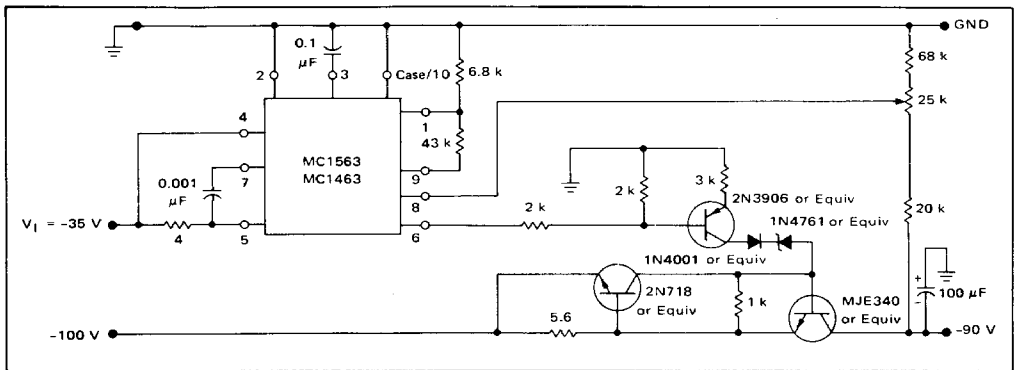 GND
0.1
μF
2
3
Case/10
6.8 k
68 k
25 k
4
1
43 k
MC1563
MC1463
7
9
0.001
μF
8
2 k
3 k
2N3906 or Equiv
1N4761 or Equiv
V_I = -35 V
4
5
6
2 k
20 k
1N4001 or Equiv
2N718
or Equiv
1 k
MJE340
or Equiv
+
-
100 μF
-100 V
5.6
-90 V